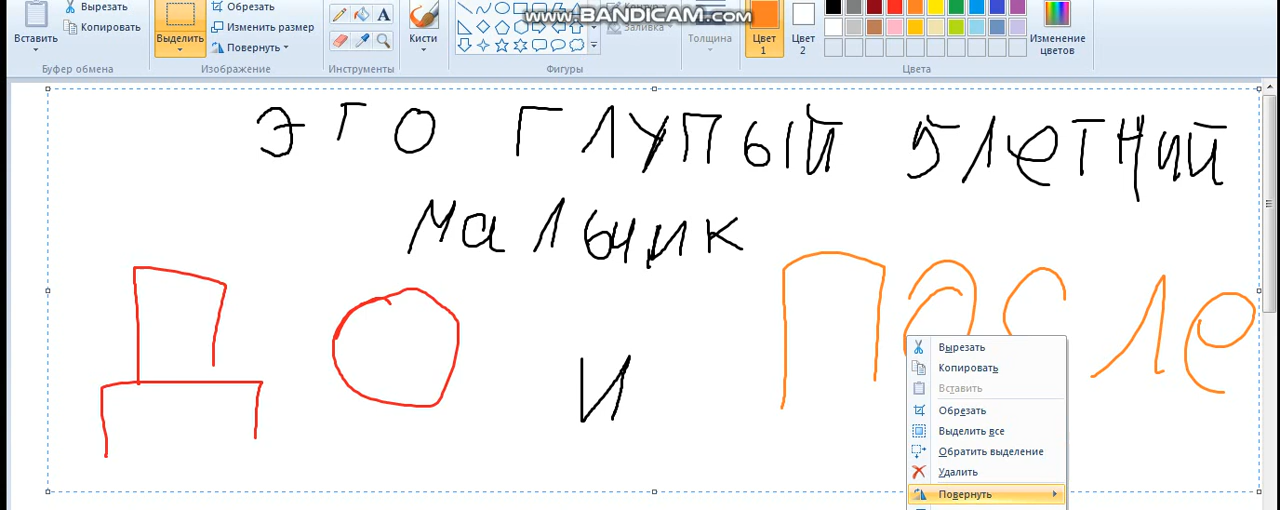 www.BANDICAM.com
Вырезать
Обрезать
Контур
Копировать
Изменить размер
Заливка
Вставить
Выделить
Повернуть
Кисти
Толщина
Цвет 1
Цвет 2
Изменение цветов
Буфер обмена
Изображение
Инструменты
Фигуры
Цвета
ЭТО ГЛУПЫЙ 5ЛЕТНИЙ
мальчик
ДО И ПОСЛЕ
Вырезать
Копировать
Вставить
Обрезать
Выделить все
Обратить выделение
Удалить
Повернуть